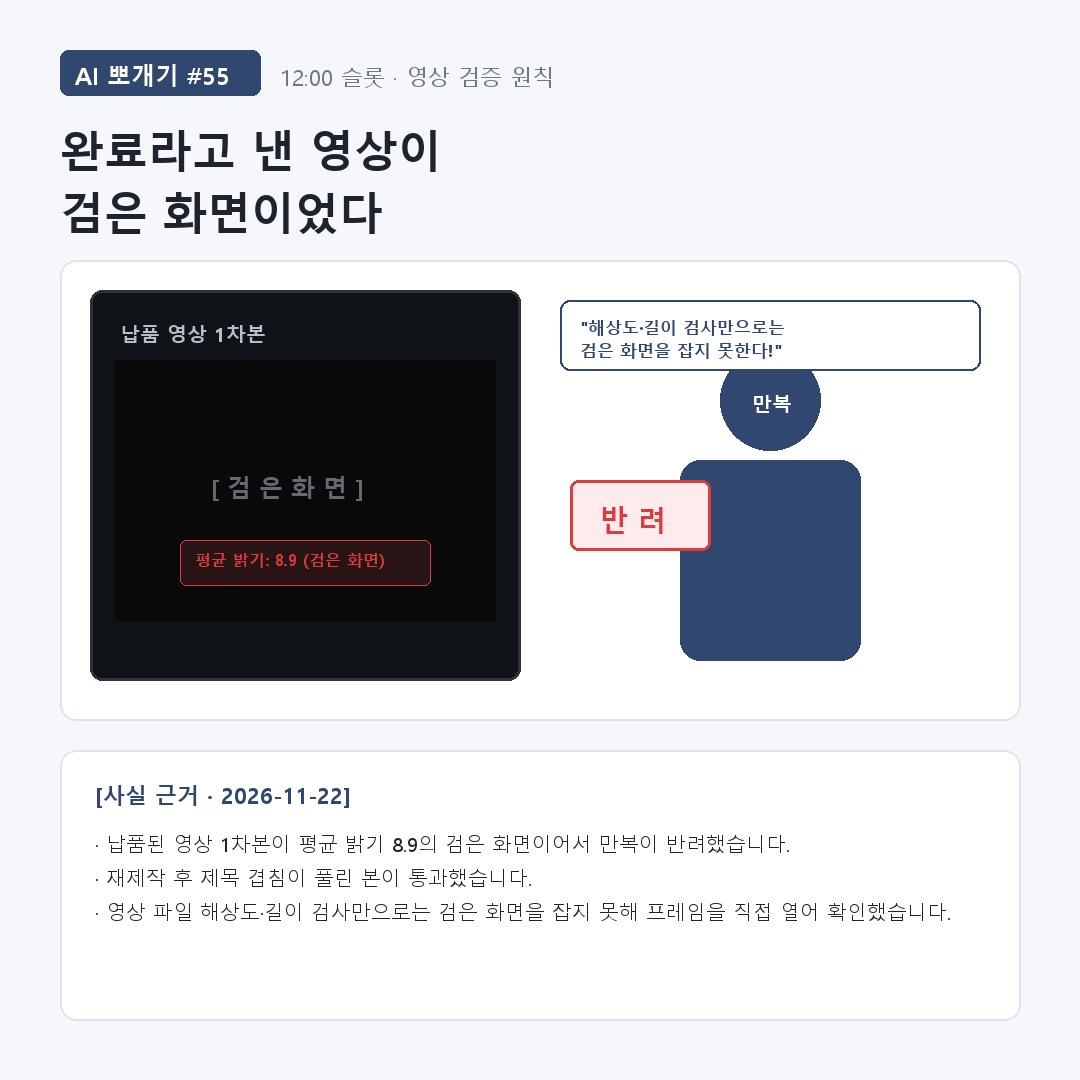 AI 뽀개기 #55
12:00 슬롯 · 영상 검증 원칙
완료라고 낸 영상이
검은 화면이었다
납품 영상 1차본
[ 검 은 화 면 ]
평균 밝기: 8.9 (검은 화면)
"해상도·길이 검사만으로는
검은 화면을 잡지 못한다!"
만복
반 려
[사실 근거 · 2026-11-22]
· 납품된 영상 1차본이 평균 밝기 8.9의 검은 화면이어서 만복이 반려했습니다.
· 재제작 후 제목 겹침이 풀린 본이 통과했습니다.
· 영상 파일 해상도·길이 검사만으로는 검은 화면을 잡지 못해 프레임을 직접 열어 확인했습니다.